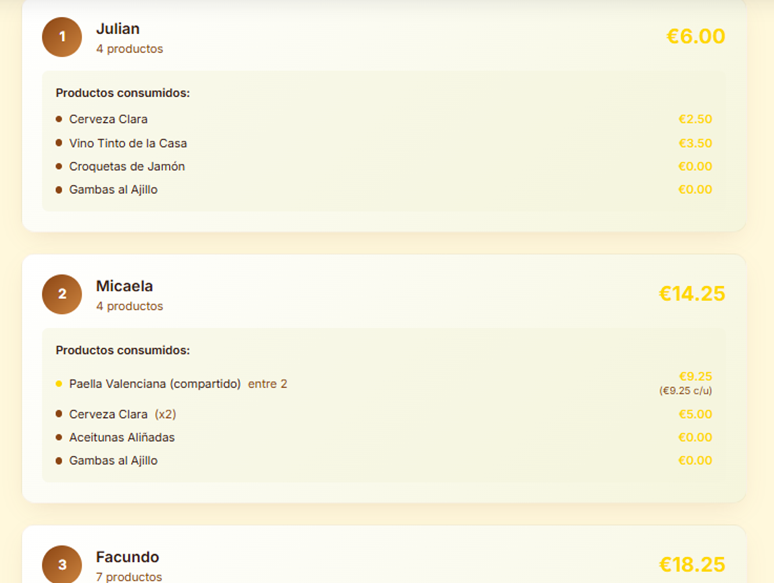 1 Julian €6.00
4 productos
Productos consumidos:
Cerveza Clara €2.50
Vino Tinto de la Casa €3.50
Croquetas de Jamón €0.00
Gambas al Ajillo €0.00
2 Micaela €14.25
4 productos
Productos consumidos:
Paella Valenciana (compartido) entre 2 €9.25
(€9.25 c/u)
Cerveza Clara (x2) €5.00
Aceitunas Aliñadas €0.00
Gambas al Ajillo €0.00
3 Facundo €18.25
7 productos